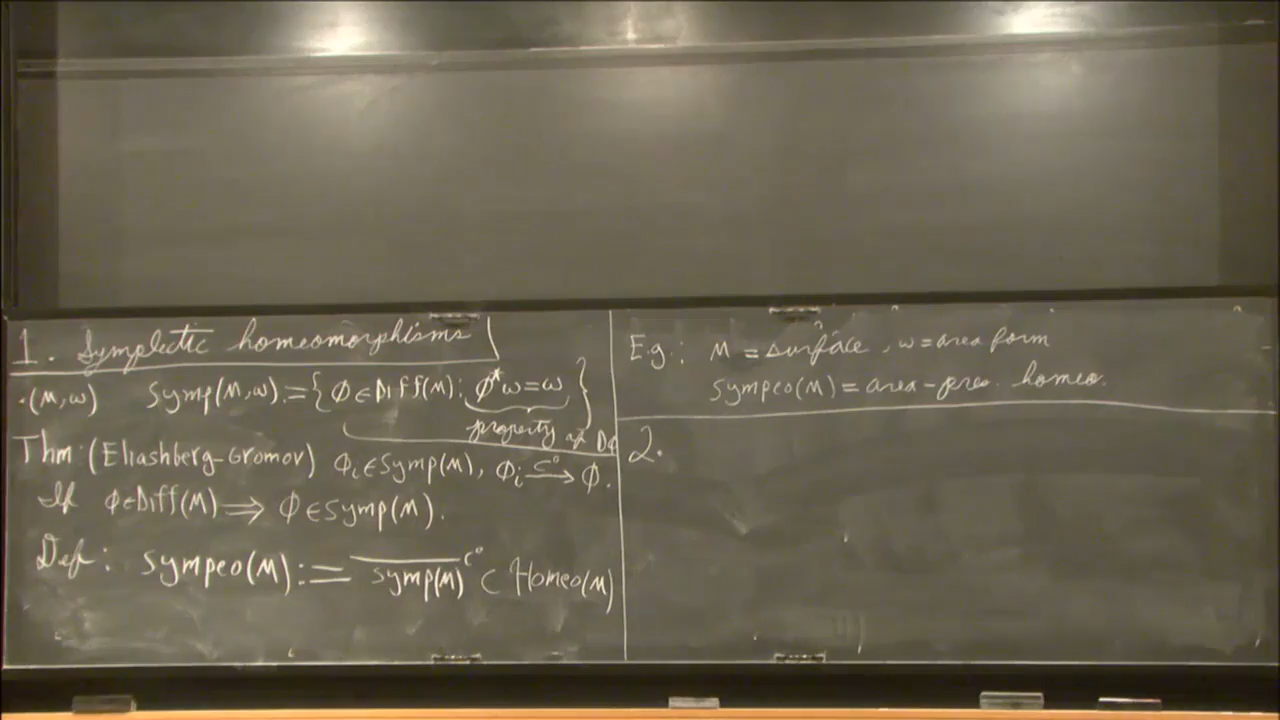 1. Symplectic homeomorphisms
·(M,ω) Symp(M,ω):={ϕ∈Diff(M): ϕ*ω=ω}
property of Dϕ
Thm: (Eliashberg-Gromov) ϕᵢ∈Symp(M), ϕᵢ –C⁰→ ϕ.
If ϕ∈Diff(M) ⟹ ϕ∈Symp(M).
Def: Sympeo(M):= \overline{Symp(M)}^{C⁰} ⊂ Homeo(M)
E.g.: M = Surface, ω=area form
Sympeo(M)=area-pres. homeo.
2.